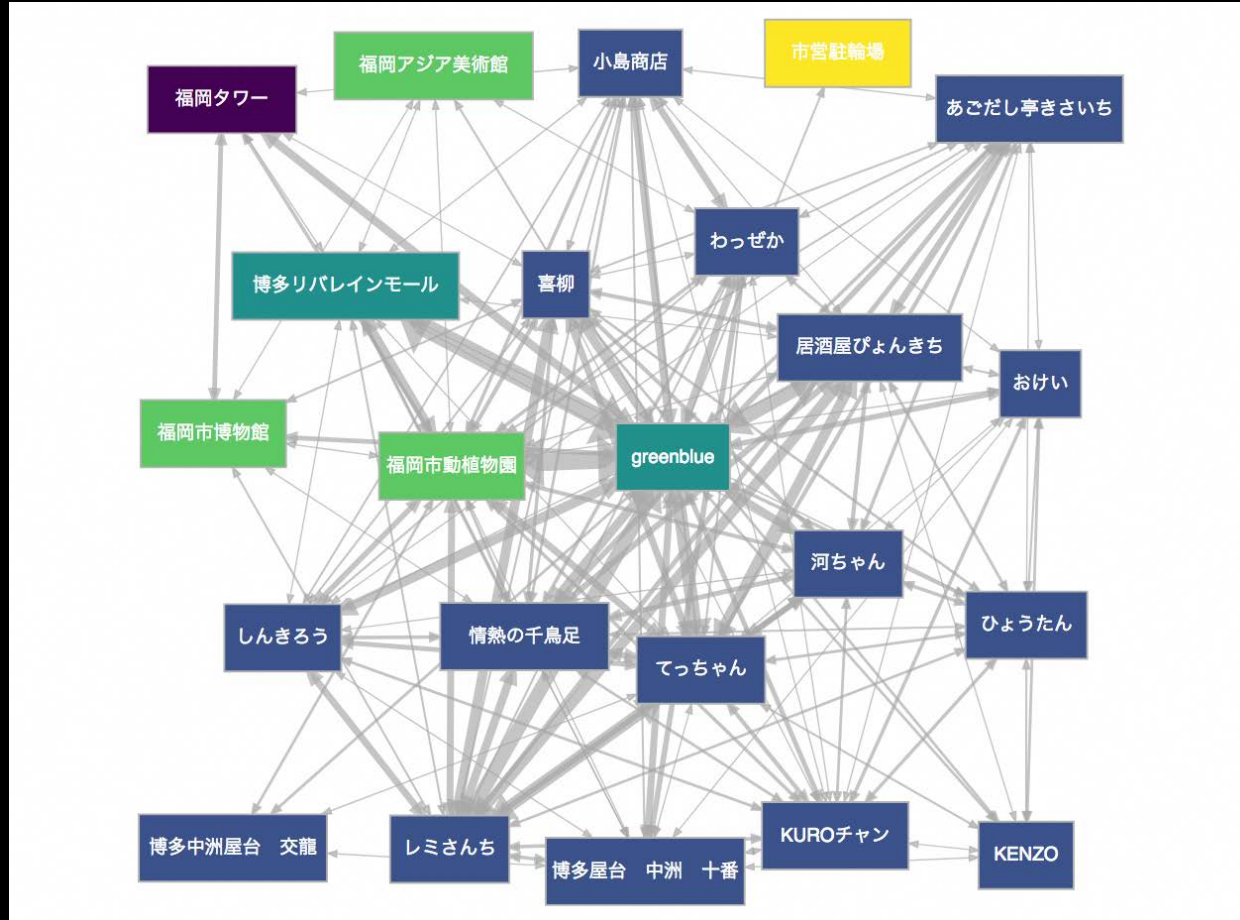 福岡アジア美術館
小島商店
市営駐輪場
福岡タワー
あごだし亭きさいち
わっぜか
博多リバレインモール
喜柳
居酒屋ぴょんきち
おけい
福岡市博物館
福岡市動植物園
greenblue
河ちゃん
しんきろう
情熱の千鳥足
てっちゃん
ひょうたん
博多中洲屋台　交龍
レミさんち
博多屋台　中洲　十番
KUROチャン
KENZO